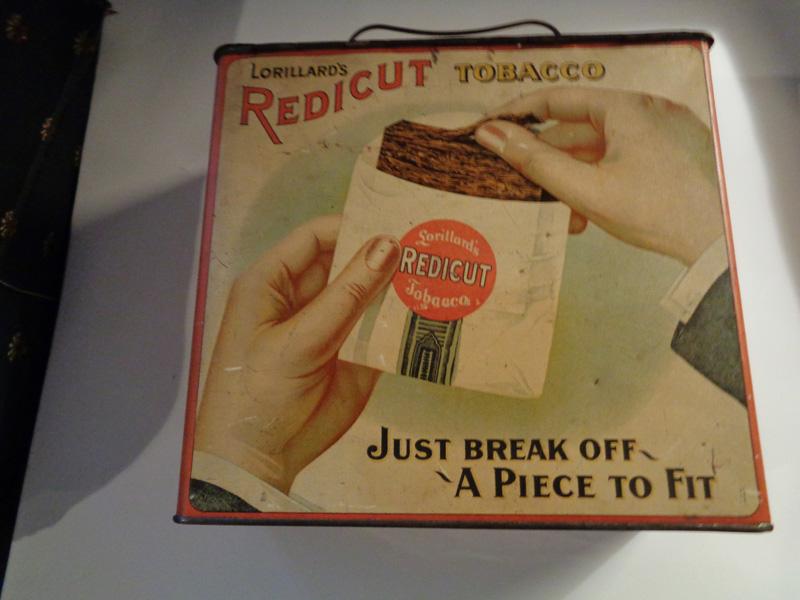 LORILLARD'S
REDICUT TOBACCO
Lorillard's
REDICUT
Tobacco
JUST BREAK OFF
A PIECE TO FIT